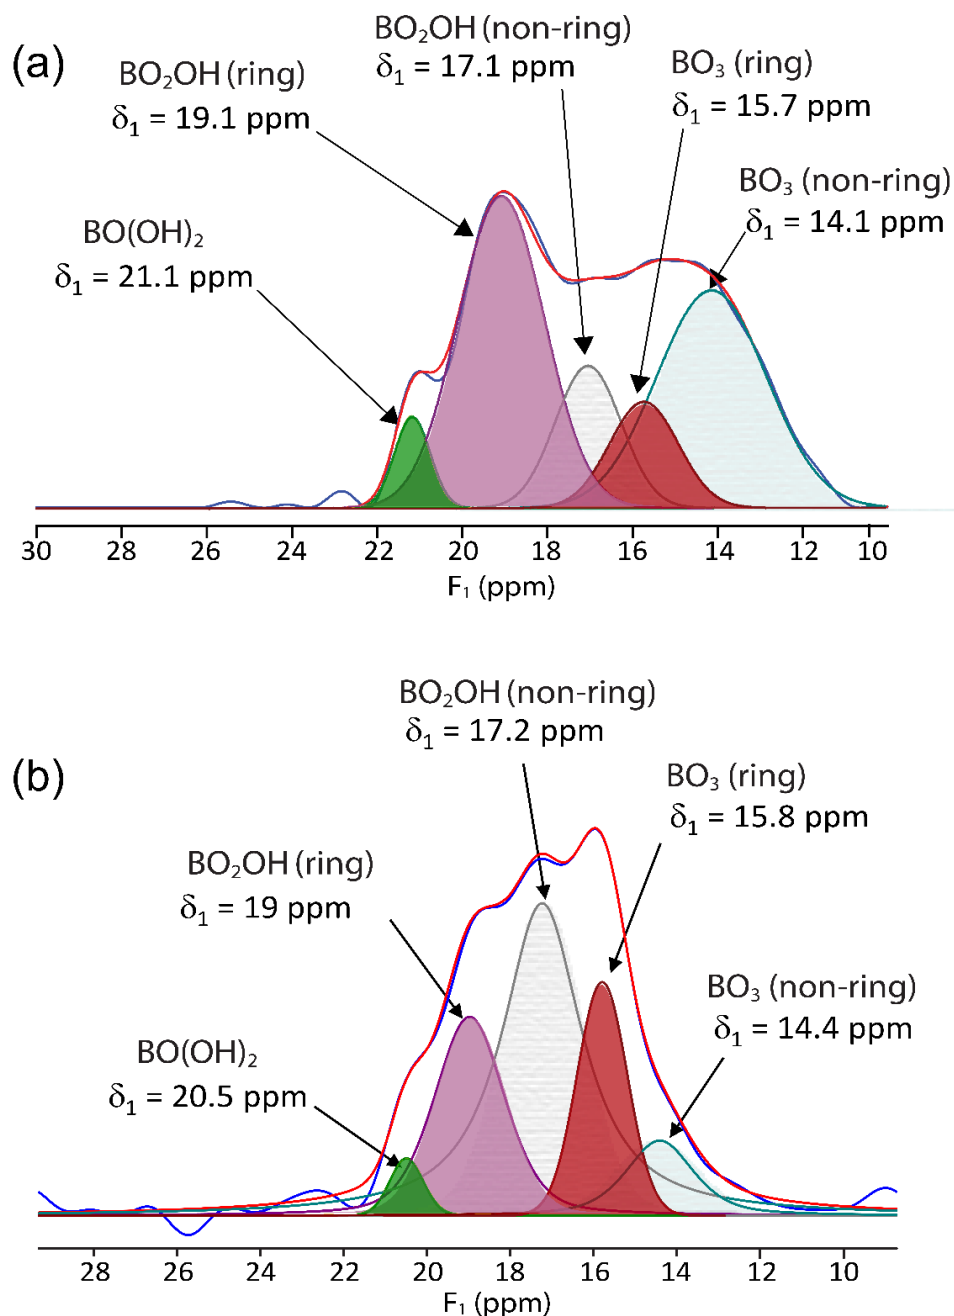 (a)
BO₂OH (non-ring)
δ₁ = 17.1 ppm
BO₂OH (ring)
δ₁ = 19.1 ppm
BO₃ (ring)
δ₁ = 15.7 ppm
BO₃ (non-ring)
δ₁ = 14.1 ppm
BO(OH)₂
δ₁ = 21.1 ppm
30 28 26 24 22 20 18 16 14 12 10
F₁ (ppm)
(b)
BO₂OH (non-ring)
δ₁ = 17.2 ppm
BO₃ (ring)
δ₁ = 15.8 ppm
BO₂OH (ring)
δ₁ = 19 ppm
BO₃ (non-ring)
δ₁ = 14.4 ppm
BO(OH)₂
δ₁ = 20.5 ppm
28 26 24 22 20 18 16 14 12 10
F₁ (ppm)